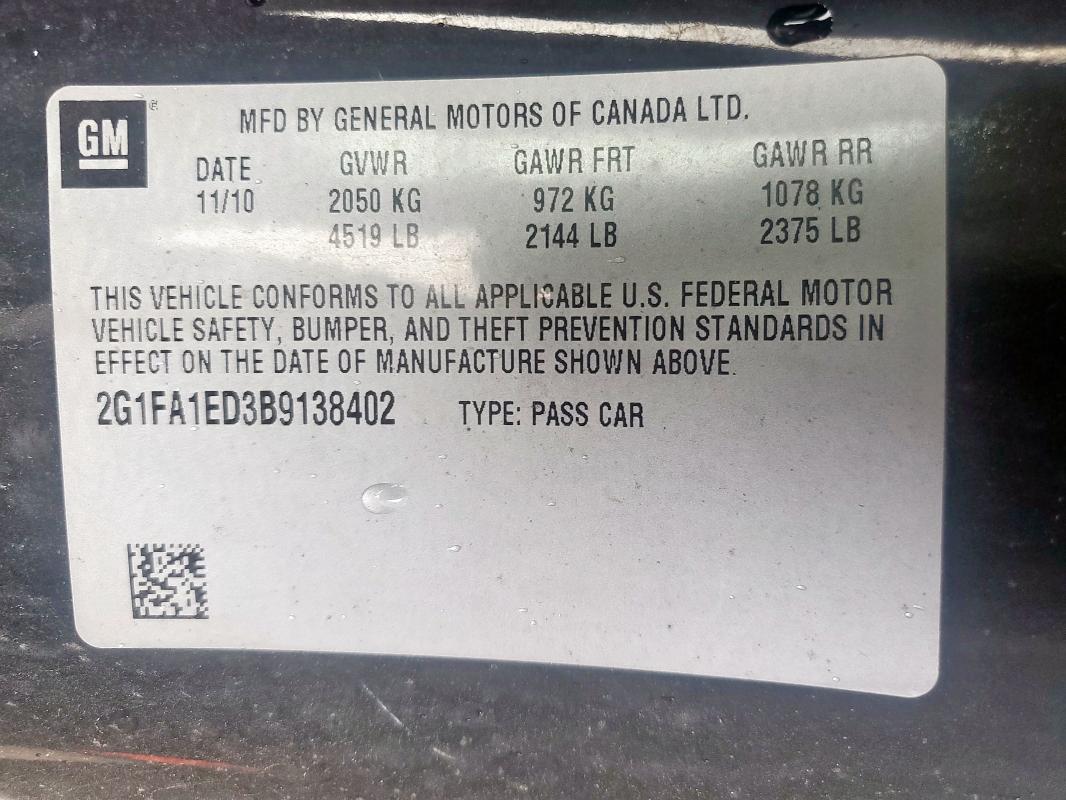 GM ®
MFD BY GENERAL MOTORS OF CANADA LTD.
DATE GVWR GAWR FRT GAWR RR
11/10 2050 KG 972 KG 1078 KG
4519 LB 2144 LB 2375 LB
THIS VEHICLE CONFORMS TO ALL APPLICABLE U.S. FEDERAL MOTOR
VEHICLE SAFETY, BUMPER, AND THEFT PREVENTION STANDARDS IN
EFFECT ON THE DATE OF MANUFACTURE SHOWN ABOVE.
2G1FA1ED3B9138402 TYPE: PASS CAR